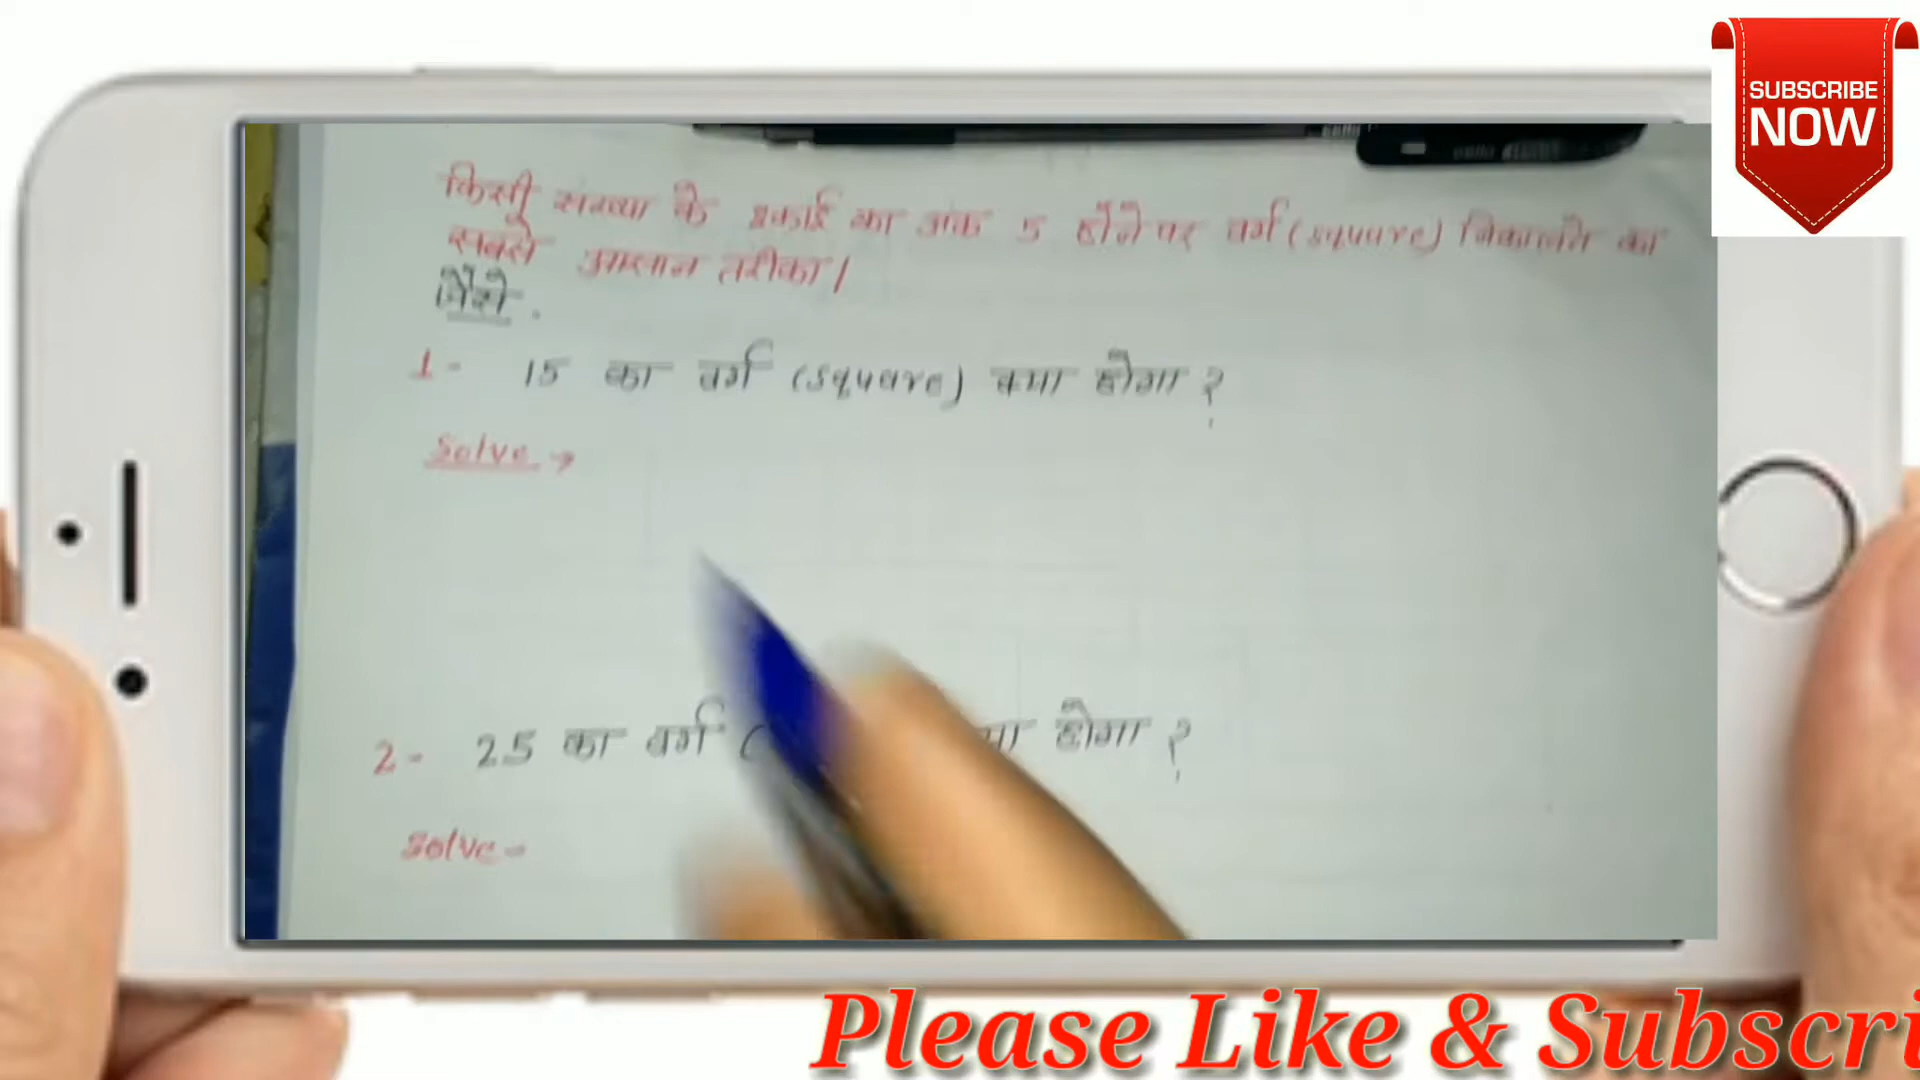 SUBSCRIBE
NOW
किसी संख्या के इकाई का अंक 5 होने पर वर्ग (square) निकालने का
सबसे आसान तरीका।
जैसे.
1- 15 का वर्ग (square) क्या होगा?
Solve →
2- 25 का वर्ग ( होगा?
Solve -
Please Like & Subscri